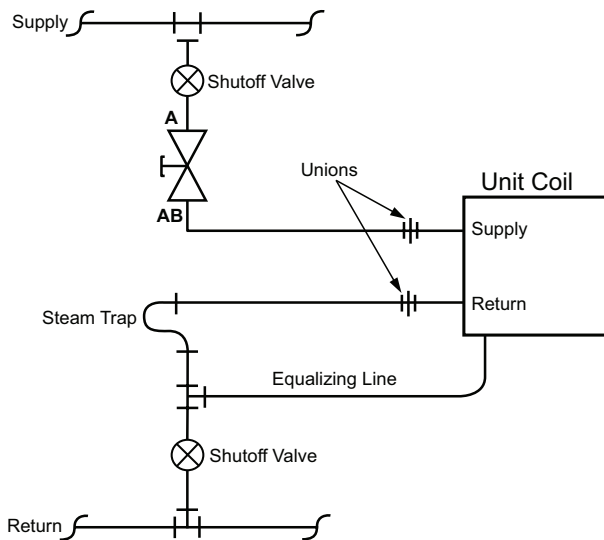 Supply
Shutoff Valve
A
AB
Unions
Unit Coil
Supply
Return
Steam Trap
Equalizing Line
Shutoff Valve
Return